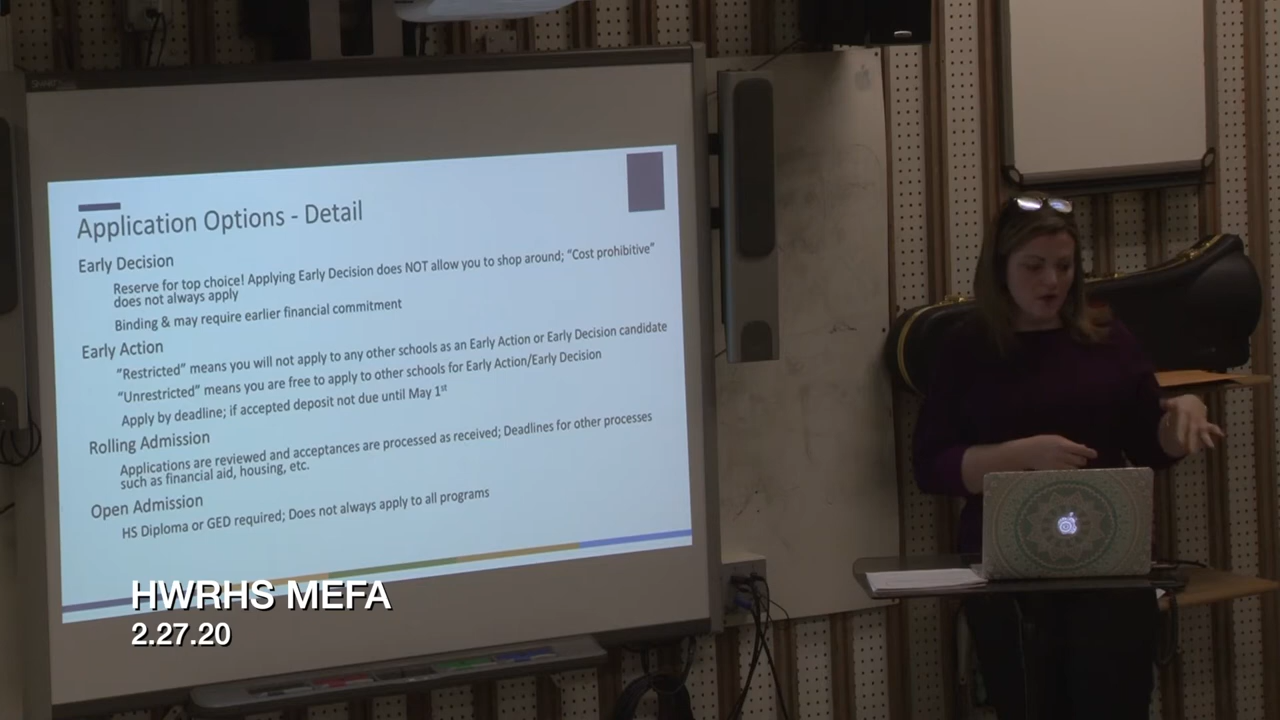 Application Options - Detail
Early Decision
Reserve for top choice! Applying Early Decision does NOT allow you to shop around; “Cost prohibitive”
does not always apply
Binding & may require earlier financial commitment
Early Action
“Restricted” means you will not apply to any other schools as an Early Action or Early Decision candidate
“Unrestricted” means you are free to apply to other schools for Early Action/Early Decision
Apply by deadline; if accepted deposit not due until May 1st
Rolling Admission
Applications are reviewed and acceptances are processed as received; Deadlines for other processes
such as financial aid, housing, etc.
Open Admission
HS Diploma or GED required; Does not always apply to all programs
HWRHS MEFA
2.27.20